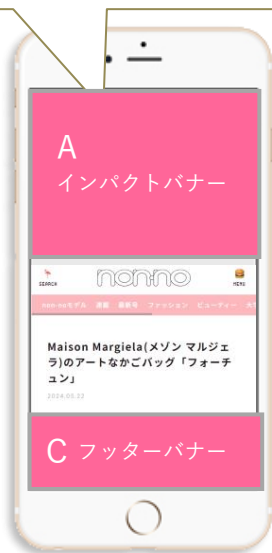 A
インパクトバナー
SEARCH
non-no
MENU
non-noモデル 連載 最新号 ファッション ビューティー
Maison Margiela(メゾン マルジェ
ラ)のアートなかごバッグ「フォーチ
ュン」
2024.05.22
C フッターバナー